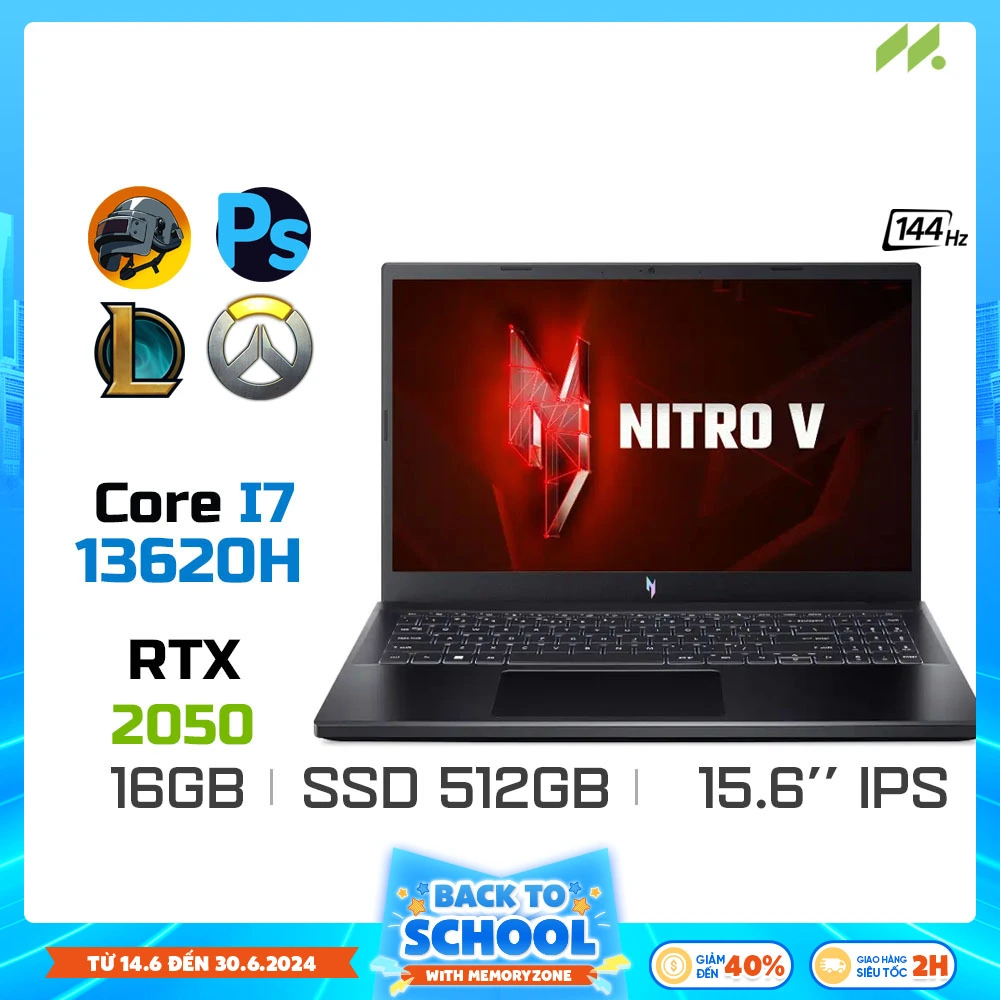 Ps
144Hz
NITRO V
Core I7
13620H
RTX
2050
16GB | SSD 512GB | 15.6’’ IPS
BACK TO
SCHOOL
WITH MEMORYZONE
TỪ 14.6 ĐẾN 30.6.2024
GIẢM
ĐẾN 40%
GIAO HÀNG
SIÊU TỐC 2H